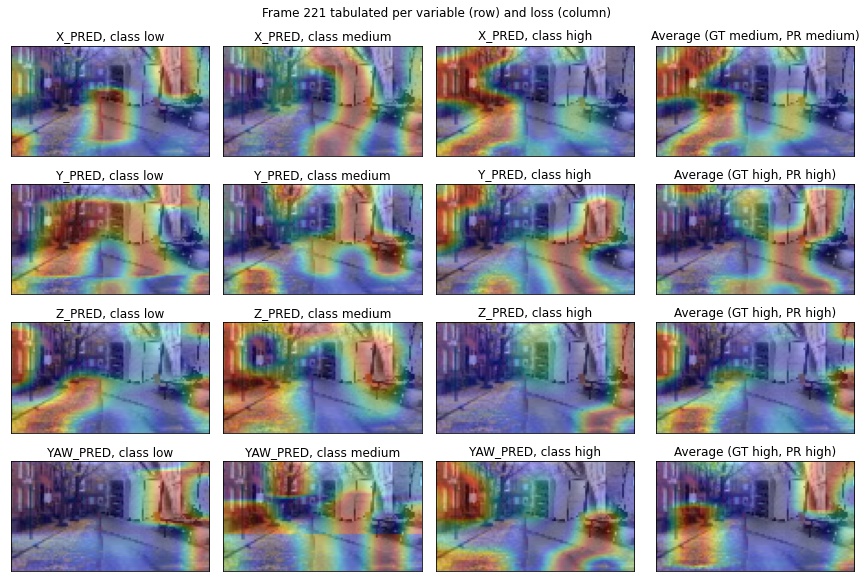 Frame 221 tabulated per variable (row) and loss (column)
X_PRED, class low
X_PRED, class medium
X_PRED, class high
Average (GT medium, PR medium)
Y_PRED, class low
Y_PRED, class medium
Y_PRED, class high
Average (GT high, PR high)
Z_PRED, class low
Z_PRED, class medium
Z_PRED, class high
Average (GT high, PR high)
YAW_PRED, class low
YAW_PRED, class medium
YAW_PRED, class high
Average (GT high, PR high)